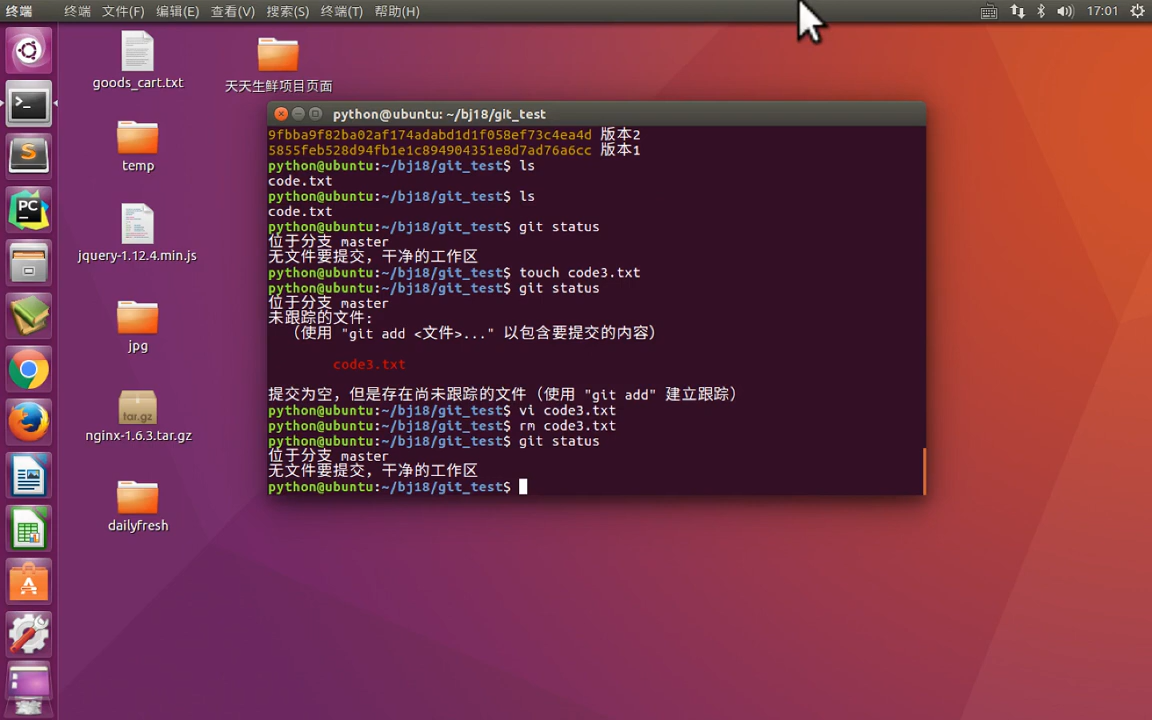 终端 终端 文件(F) 编辑(E) 查看(V) 搜索(S) 终端(T) 帮助(H) 17:01
goods_cart.txt
天天生鲜项目页面
temp
jquery-1.12.4.min.js
jpg
tar.gz
nginx-1.6.3.tar.gz
dailyfresh
S
PC
A
python@ubuntu: ~/bj18/git_test
9fbba9f82ba02af174adabd1d1f058ef73c4ea4d 版本2
5855feb528d94fb1e1c894904351e8d7ad76a6cc 版本1
python@ubuntu:~/bj18/git_test$ ls
code.txt
python@ubuntu:~/bj18/git_test$ ls
code.txt
python@ubuntu:~/bj18/git_test$ git status
位于分支 master
无文件要提交，干净的工作区
python@ubuntu:~/bj18/git_test$ touch code3.txt
python@ubuntu:~/bj18/git_test$ git status
位于分支 master
未跟踪的文件:
（使用 "git add <文件>..." 以包含要提交的内容）
code3.txt
提交为空，但是存在尚未跟踪的文件（使用 "git add" 建立跟踪）
python@ubuntu:~/bj18/git_test$ vi code3.txt
python@ubuntu:~/bj18/git_test$ rm code3.txt
python@ubuntu:~/bj18/git_test$ git status
位于分支 master
无文件要提交，干净的工作区
python@ubuntu:~/bj18/git_test$